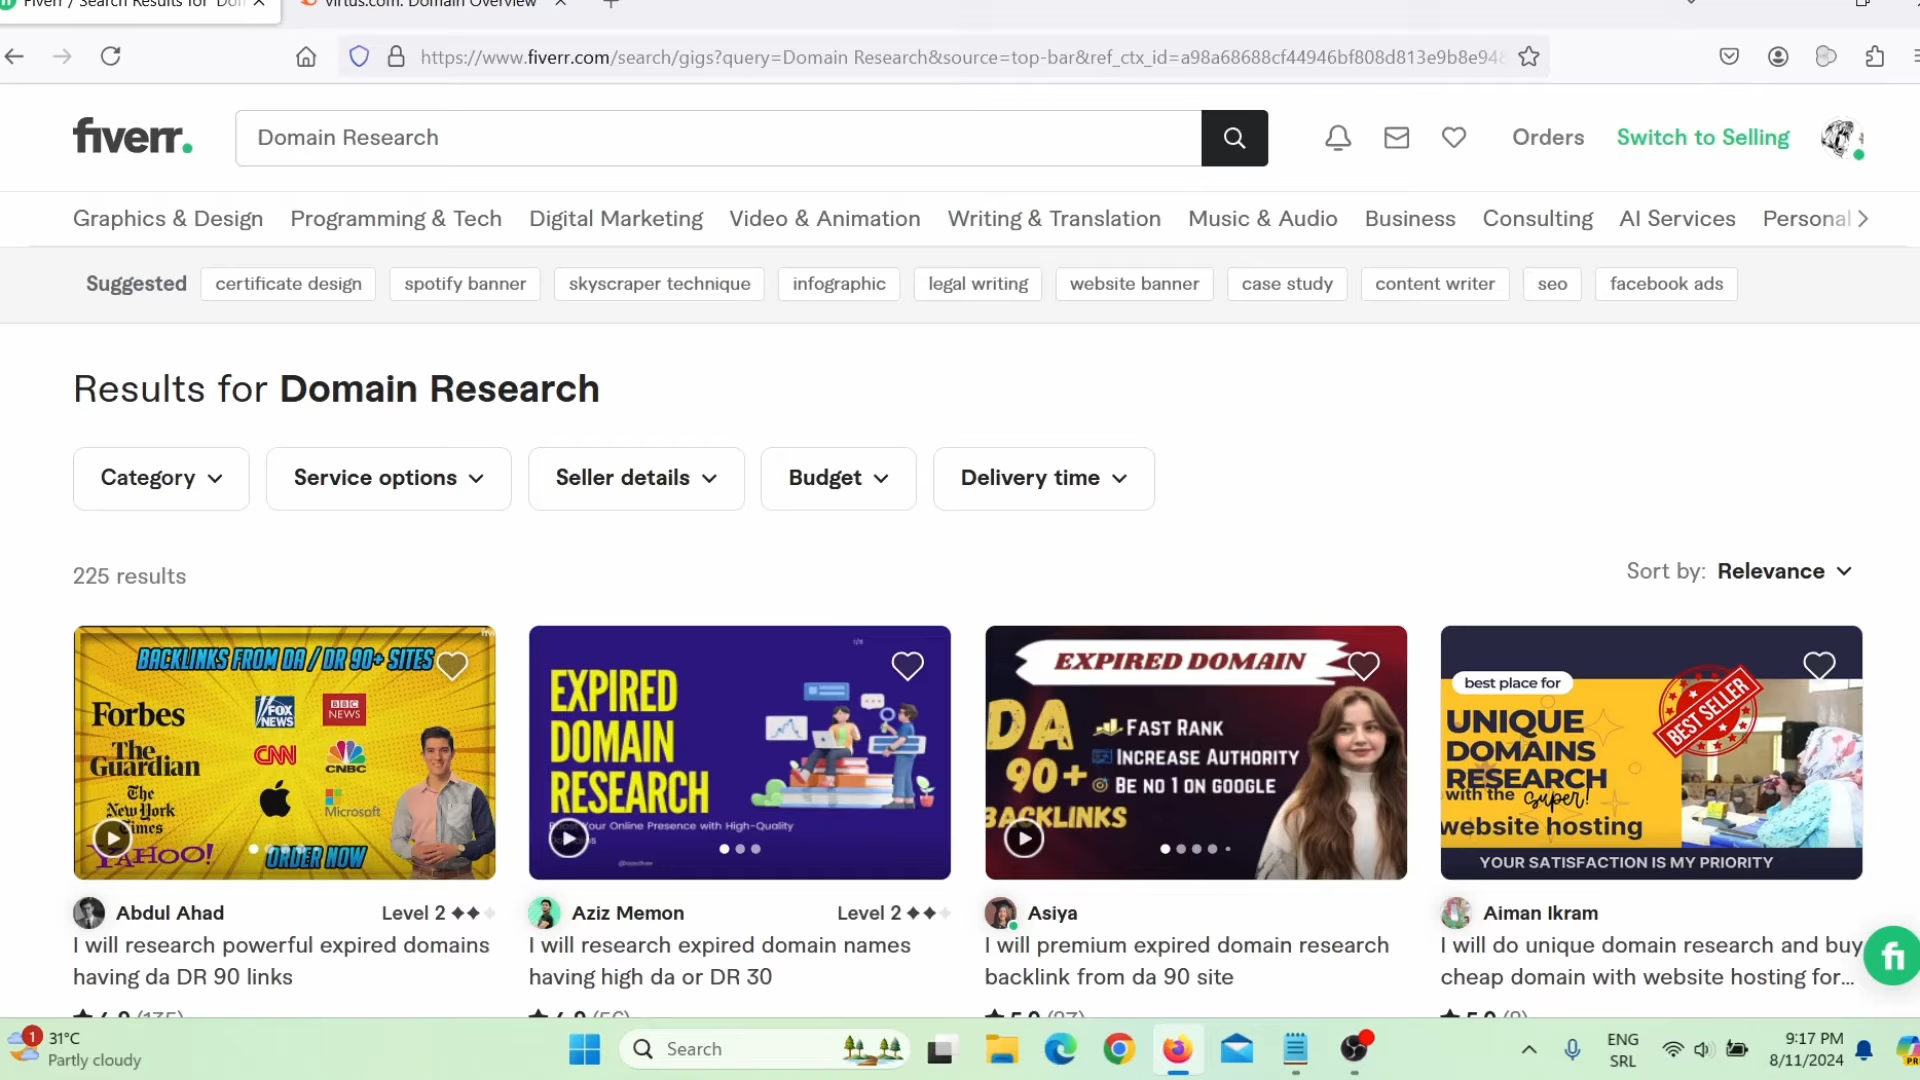 Fiverr / Search Results for 'Dom
virtus.com: Domain Overview
https://www.fiverr.com/search/gigs?query=Domain Research&source=top-bar&ref_ctx_id=a98a68688cf44946bf808d813e9b8e948
fiverr.
Domain Research
Orders
Switch to Selling
Graphics & Design
Programming & Tech
Digital Marketing
Video & Animation
Writing & Translation
Music & Audio
Business
Consulting
AI Services
Personal
Suggested
certificate design
spotify banner
skyscraper technique
infographic
legal writing
website banner
case study
content writer
seo
facebook ads
Results for Domain Research
Category
Service options
Seller details
Budget
Delivery time
225 results
Sort by: Relevance
BACKLINKS FROM DA / DR 90+ SITES
Forbes
FOX NEWS
BBC NEWS
The Guardian
CNN
CNBC
The New York Times
Microsoft
YAHOO!
ORDER NOW
EXPIRED
DOMAIN
RESEARCH
Your Online Presence with High-Quality
EXPIRED DOMAIN
DA
90+
BACKLINKS
FAST RANK
INCREASE AUTHORITY
BE NO 1 ON GOOGLE
best place for
UNIQUE
DOMAINS
RESEARCH
with the super!
website hosting
BEST SELLER
YOUR SATISFACTION IS MY PRIORITY
Abdul Ahad
Level 2
I will research powerful expired domains
having da DR 90 links
Aziz Memon
Level 2
I will research expired domain names
having high da or DR 30
Asiya
I will premium expired domain research
backlink from da 90 site
Aiman Ikram
I will do unique domain research and buy
cheap domain with website hosting for...
fi
1
31°C
Partly cloudy
Search
ENG
SRL
9:17 PM
8/11/2024